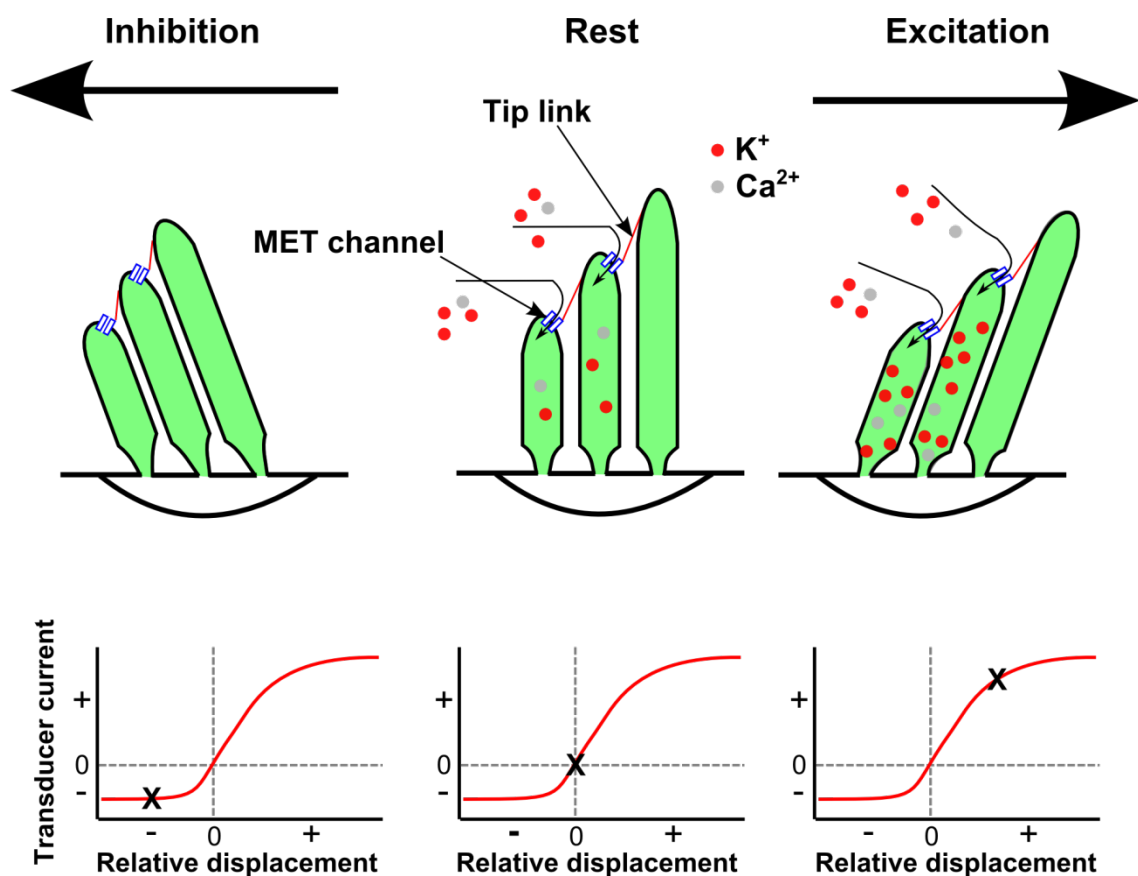 Inhibition
Rest
Excitation
Tip link
K⁺
Ca²⁺
MET channel
Transducer current
+
0
-
- 0 +
Relative displacement
X
+
0
-
- 0 +
Relative displacement
X
+
0
-
- 0 +
Relative displacement
X